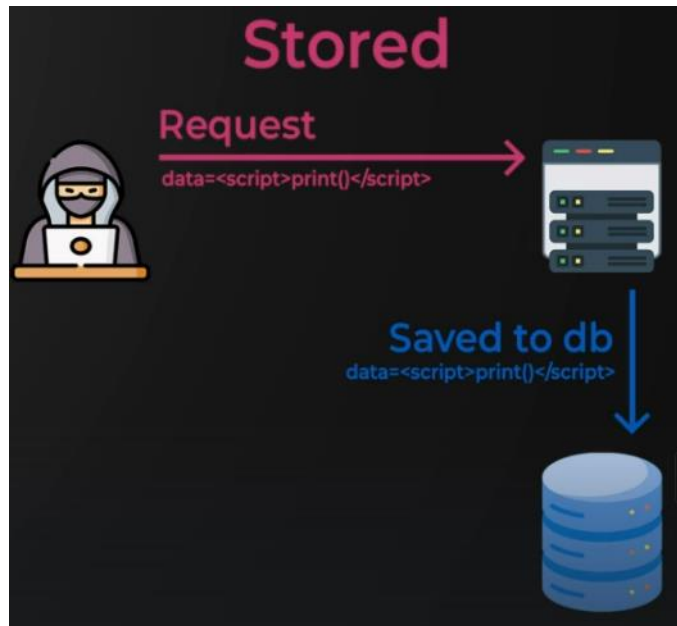 Stored
Request
data=<script>print()</script>
Saved to db
data=<script>print()</script>